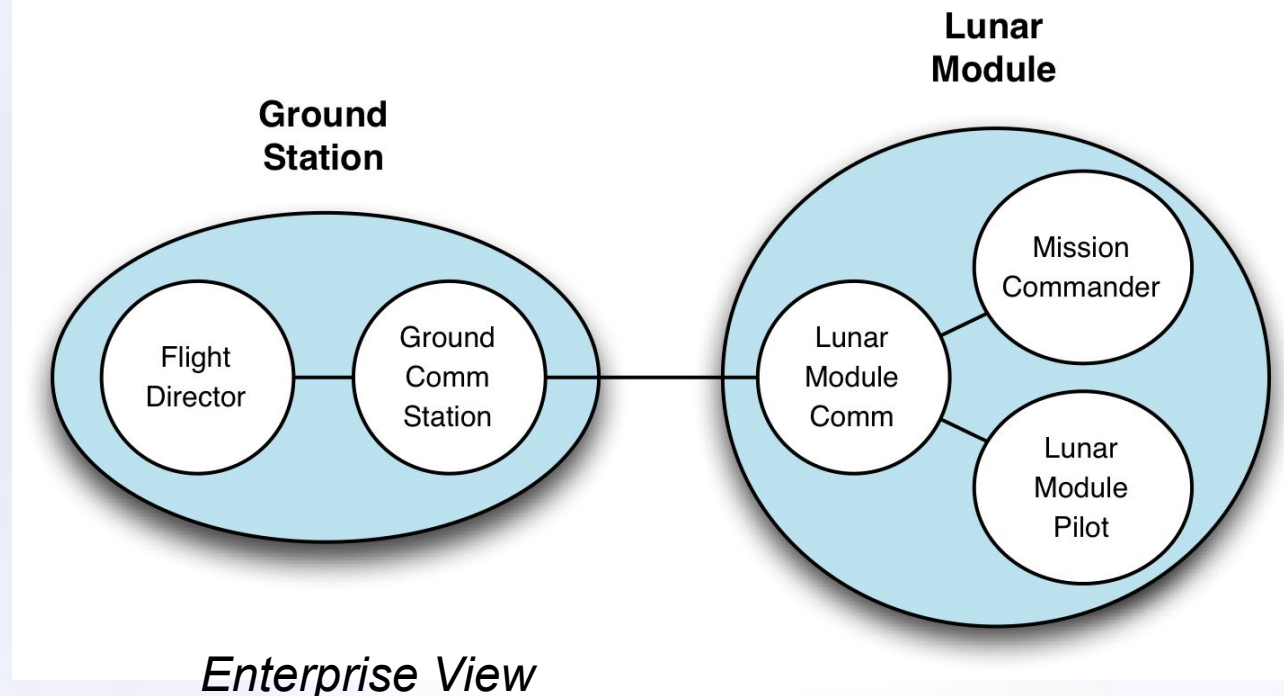 Lunar
Module
Ground
Station
Flight
Director
Ground
Comm
Station
Lunar
Module
Comm
Mission
Commander
Lunar
Module
Pilot
Enterprise View